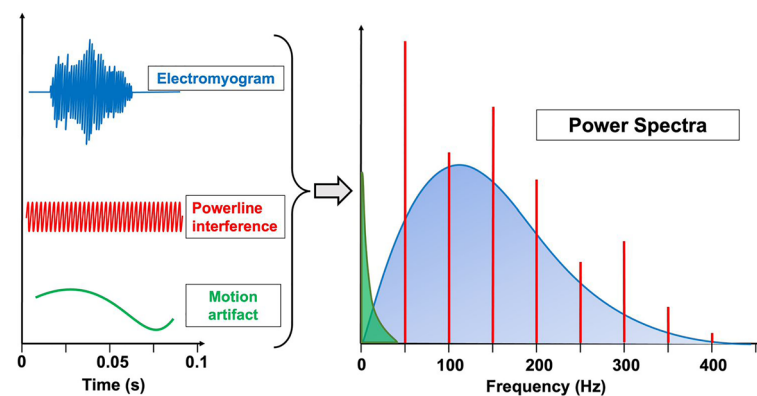 Electromyogram
Powerline
interference
Motion
artifact
0
0.05
0.1
Time (s)
Power Spectra
0
100
200
300
400
Frequency (Hz)